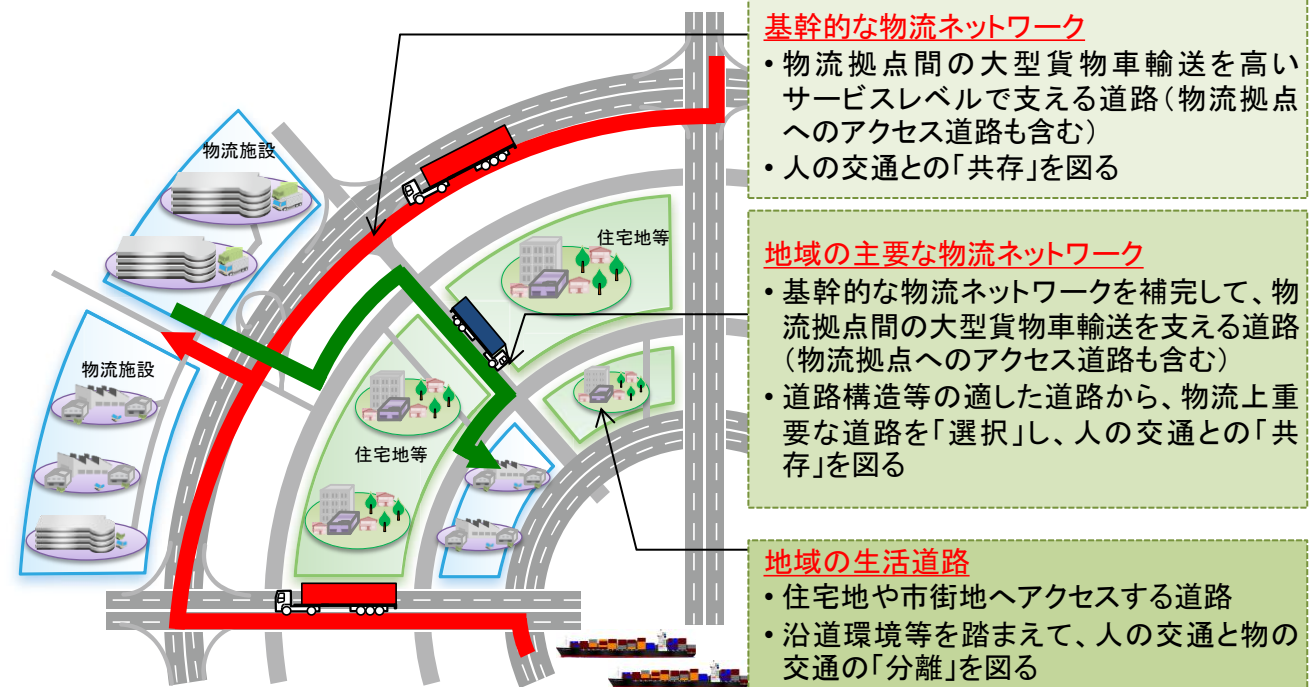 物流施設
物流施設
住宅地等
住宅地等
基幹的な物流ネットワーク
・物流拠点間の大型貨物車輸送を高い
サービスレベルで支える道路（物流拠点
へのアクセス道路も含む）
・人の交通との「共存」を図る
地域の主要な物流ネットワーク
・基幹的な物流ネットワークを補完して、物
流拠点間の大型貨物車輸送を支える道路
（物流拠点へのアクセス道路も含む）
・道路構造等の適した道路から、物流上重
要な道路を「選択」し、人の交通との「共
存」を図る
地域の生活道路
・住宅地や市街地へアクセスする道路
・沿道環境等を踏まえて、人の交通と物の
交通の「分離」を図る